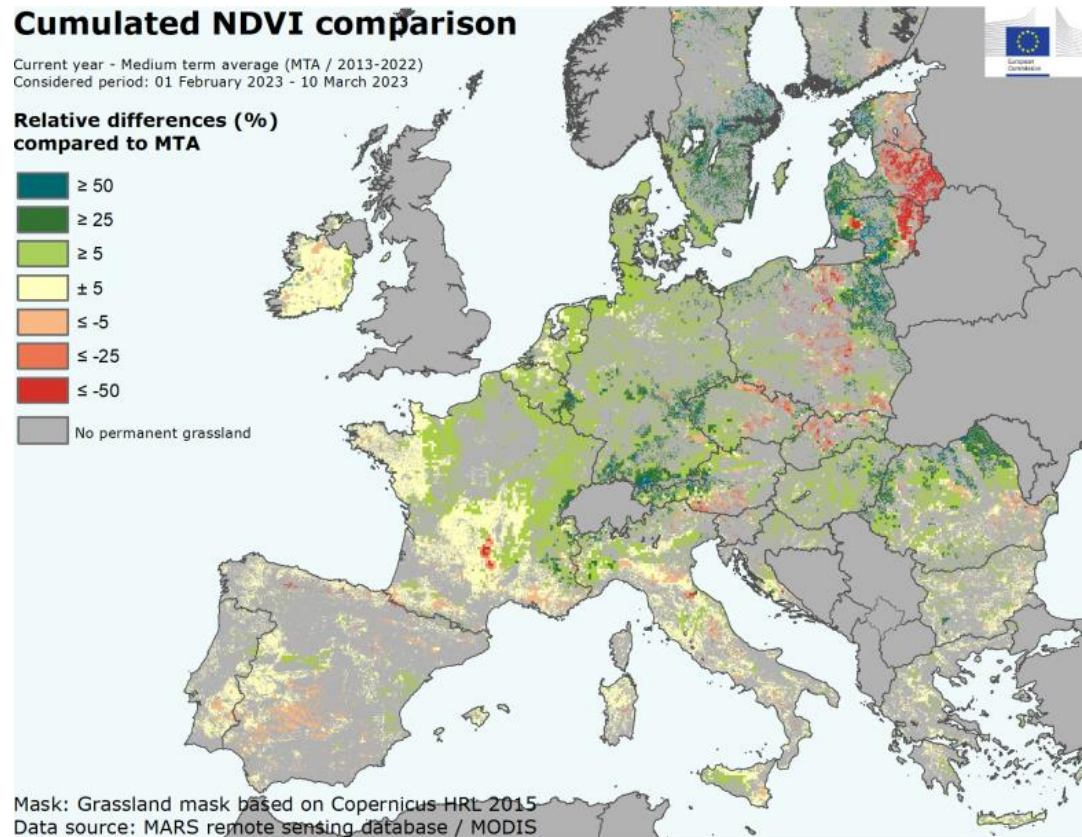 Cumulated NDVI comparison
Current year - Medium term average (MTA / 2013-2022)
Considered period: 01 February 2023 - 10 March 2023
Relative differences (%)
compared to MTA
≥ 50
≥ 25
≥ 5
± 5
≤ -5
≤ -25
≤ -50
No permanent grassland
European
Commission
Mask: Grassland mask based on Copernicus HRL 2015
Data source: MARS remote sensing database / MODIS